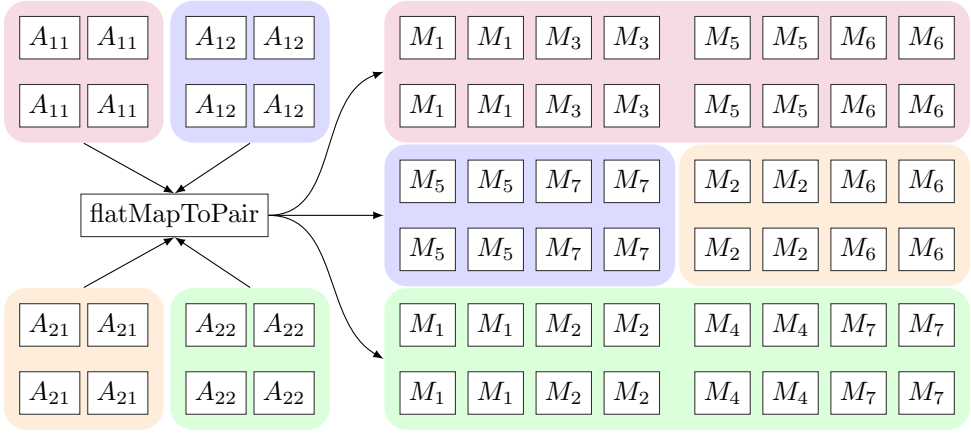 A₁₁ A₁₁ A₁₂ A₁₂ M₁ M₁ M₃ M₃ M₅ M₅ M₆ M₆
A₁₁ A₁₁ A₁₂ A₁₂ M₁ M₁ M₃ M₃ M₅ M₅ M₆ M₆
M₅ M₅ M₇ M₇ M₂ M₂ M₆ M₆
flatMapToPair
M₅ M₅ M₇ M₇ M₂ M₂ M₆ M₆
A₂₁ A₂₁ A₂₂ A₂₂ M₁ M₁ M₂ M₂ M₄ M₄ M₇ M₇
A₂₁ A₂₁ A₂₂ A₂₂ M₁ M₁ M₂ M₂ M₄ M₄ M₇ M₇